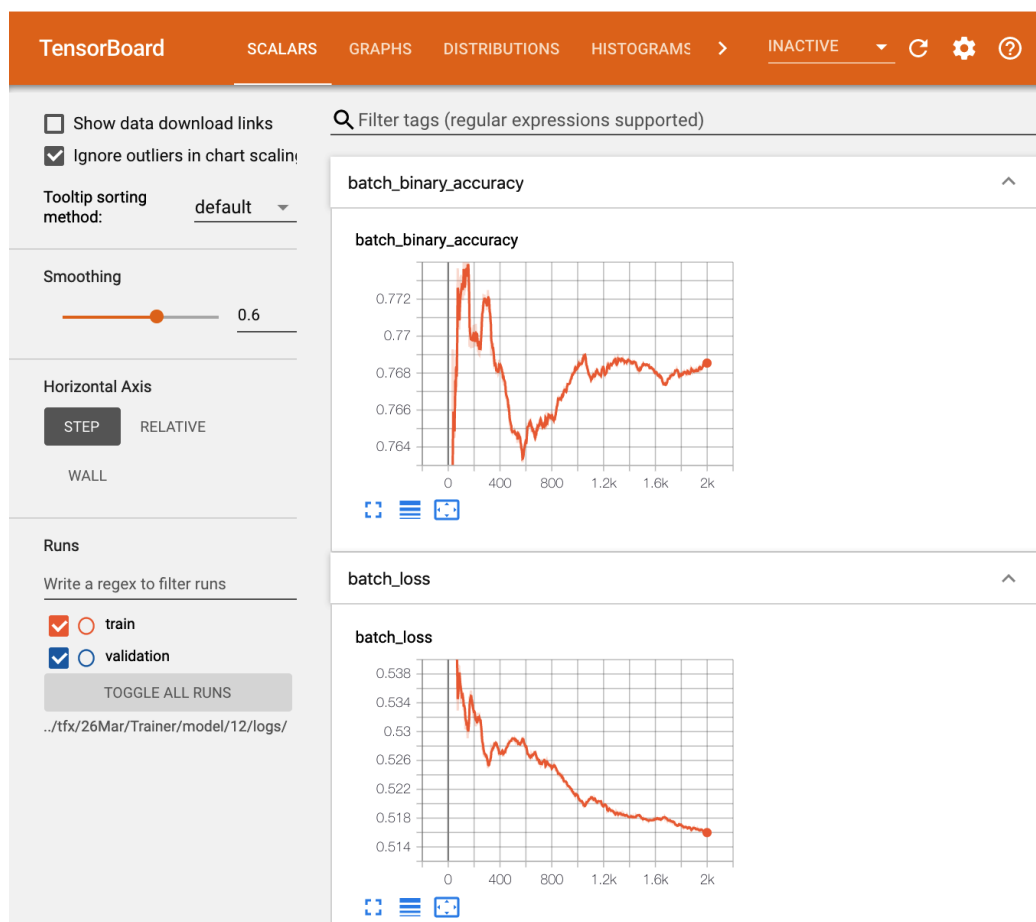 TensorBoard SCALARS GRAPHS DISTRIBUTIONS HISTOGRAMS INACTIVE
Show data download links
Ignore outliers in chart scaling
Tooltip sorting
method:
default
Smoothing
0.6
Horizontal Axis
STEP RELATIVE
WALL
Runs
Write a regex to filter runs
train
validation
TOGGLE ALL RUNS
../tfx/26Mar/Trainer/model/12/logs/
Filter tags (regular expressions supported)
batch_binary_accuracy
batch_binary_accuracy
0.772
0.77
0.768
0.766
0.764
0 400 800 1.2k 1.6k 2k
batch_loss
batch_loss
0.538
0.534
0.53
0.526
0.522
0.518
0.514
0 400 800 1.2k 1.6k 2k